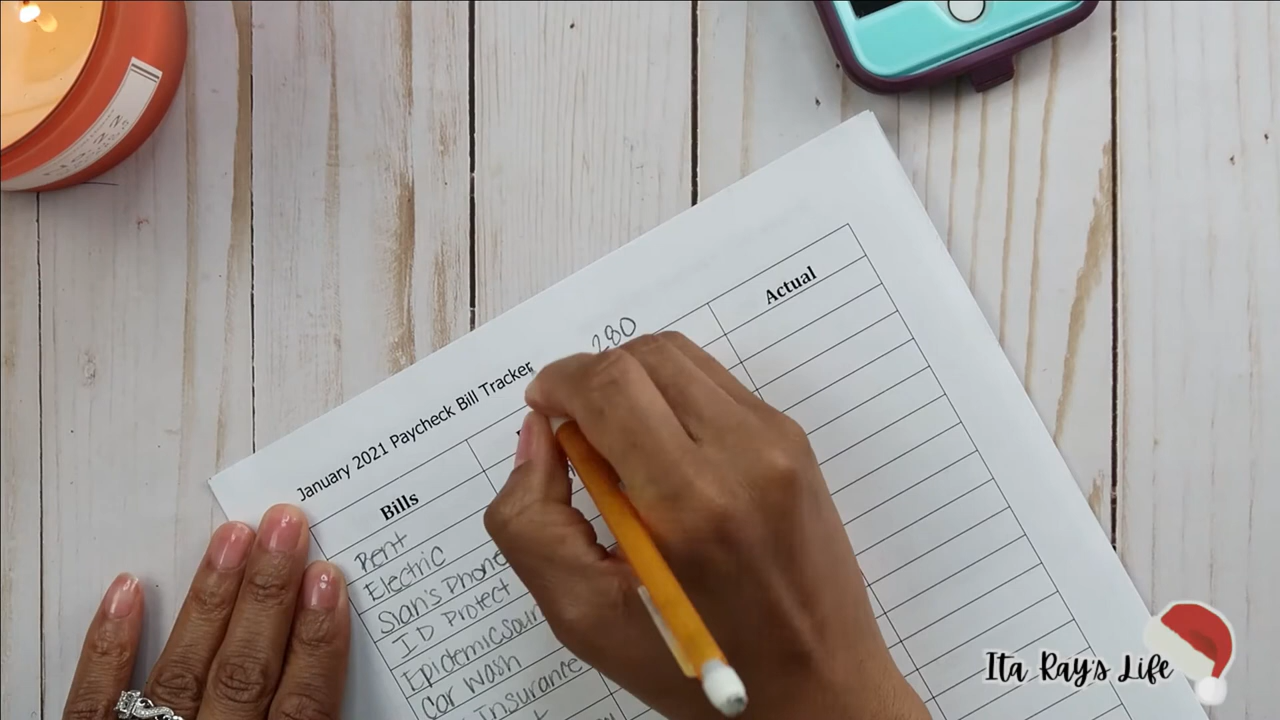 280
January 2021 Paycheck Bill Tracker
Bills
Actual
Rent
Electric
Sian's Phone
ID Protect
Epidemicsoun
Car Wash
Insurance
Ita Ray's Life